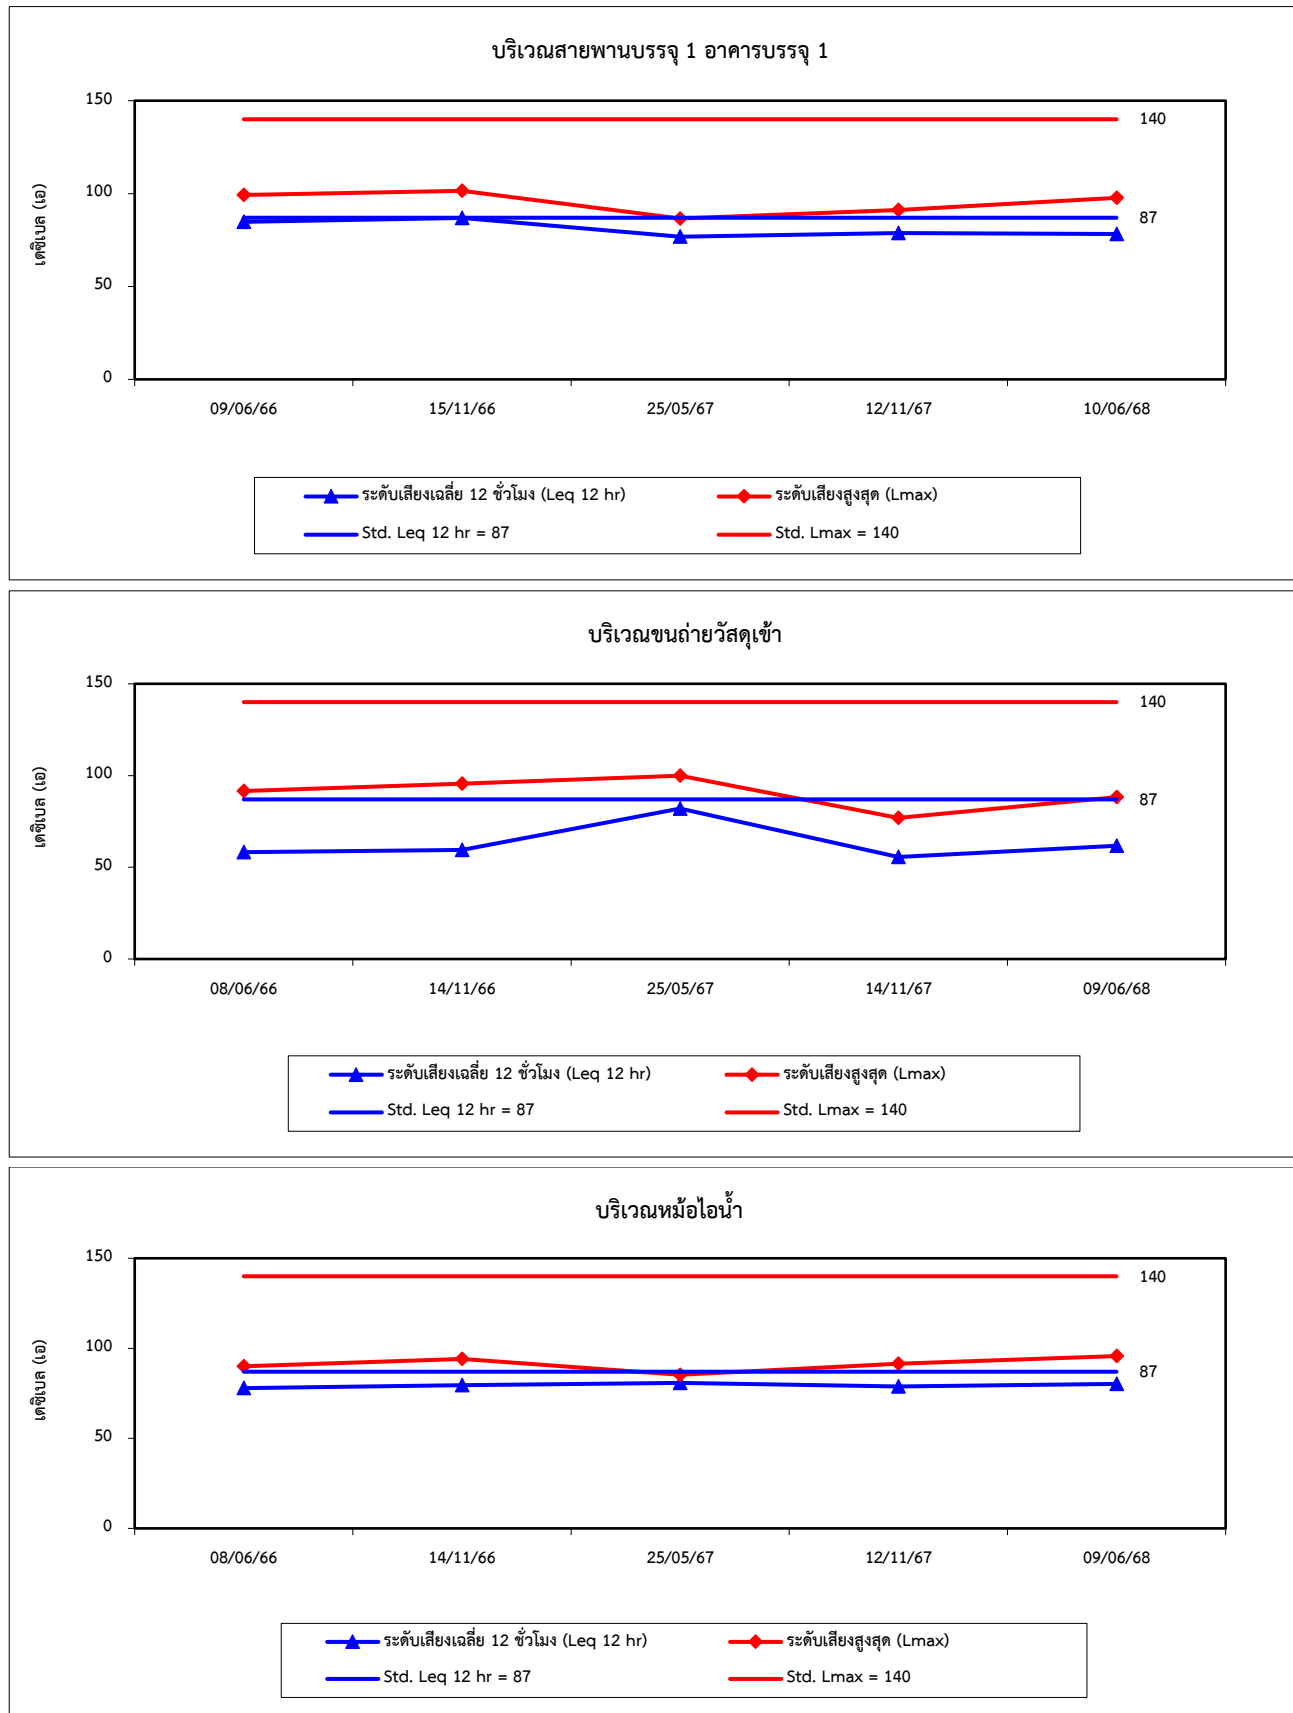 บริเวณสายพานบรรจุ 1 อาคารบรรจุ 1
150
140
100
87
50
0
เดซิเบล (เอ)
09/06/66 15/11/66 25/05/67 12/11/67 10/06/68
ระดับเสียงเฉลี่ย 12 ชั่วโมง (Leq 12 hr) ระดับเสียงสูงสุด (Lmax)
Std. Leq 12 hr = 87 Std. Lmax = 140
บริเวณขนถ่ายวัสดุเข้า
150
140
100
87
50
0
เดซิเบล (เอ)
08/06/66 14/11/66 25/05/67 14/11/67 09/06/68
ระดับเสียงเฉลี่ย 12 ชั่วโมง (Leq 12 hr) ระดับเสียงสูงสุด (Lmax)
Std. Leq 12 hr = 87 Std. Lmax = 140
บริเวณหม้อไอน้ำ
150
140
100
87
50
0
เดซิเบล (เอ)
08/06/66 14/11/66 25/05/67 12/11/67 09/06/68
ระดับเสียงเฉลี่ย 12 ชั่วโมง (Leq 12 hr) ระดับเสียงสูงสุด (Lmax)
Std. Leq 12 hr = 87 Std. Lmax = 140